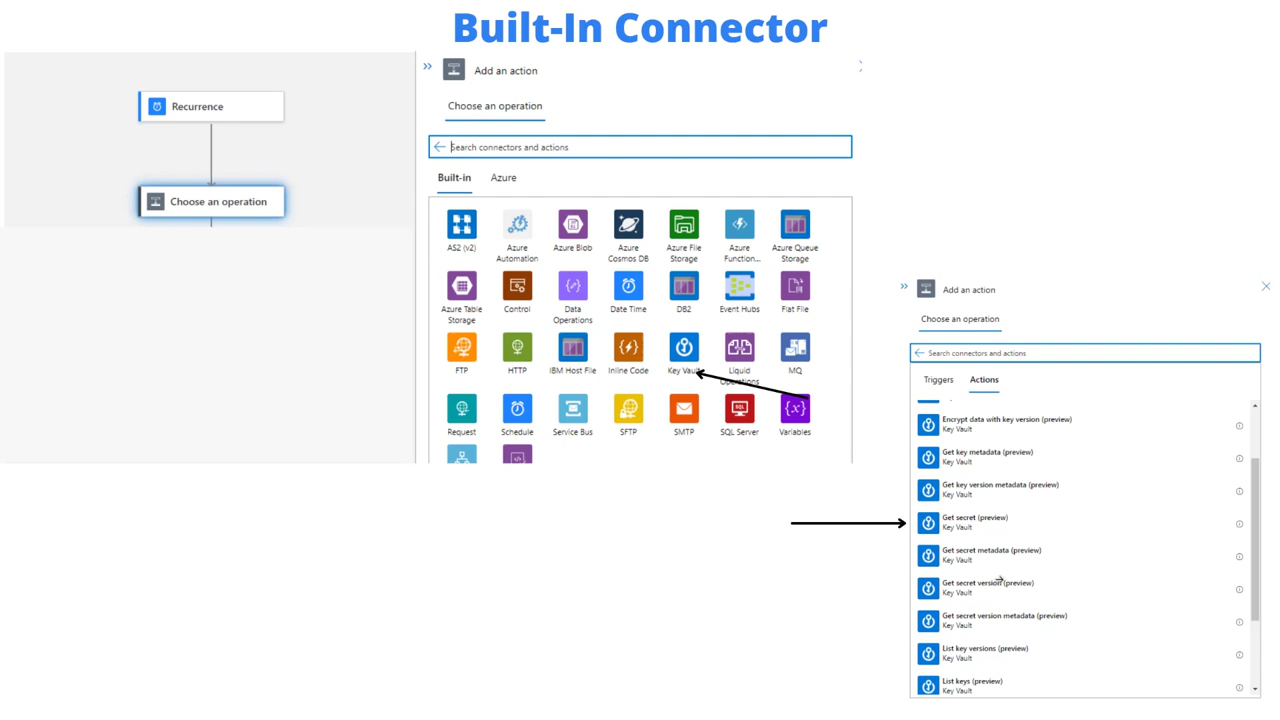 Built-In Connector
Recurrence
Choose an operation
Add an action
Choose an operation
Search connectors and actions
Built-in
Azure
AS2 (v2)
Azure
Automation
Azure Blob
Azure
Cosmos DB
Azure File
Storage
Azure
Function...
Azure Queue
Storage
Azure Table
Storage
Control
Data
Operations
Date Time
DB2
Event Hubs
Flat File
FTP
HTTP
IBM Host File
Inline Code
Key Vault
Liquid
Operations
MQ
Request
Schedule
Service Bus
SFTP
SMTP
SQL Server
Variables
Add an action
Choose an operation
Search connectors and actions
Triggers
Actions
Encrypt data with key version (preview)
Key Vault
Get key metadata (preview)
Key Vault
Get key version metadata (preview)
Key Vault
Get secret (preview)
Key Vault
Get secret metadata (preview)
Key Vault
Get secret version (preview)
Key Vault
Get secret version metadata (preview)
Key Vault
List key versions (preview)
Key Vault
List keys (preview)
Key Vault